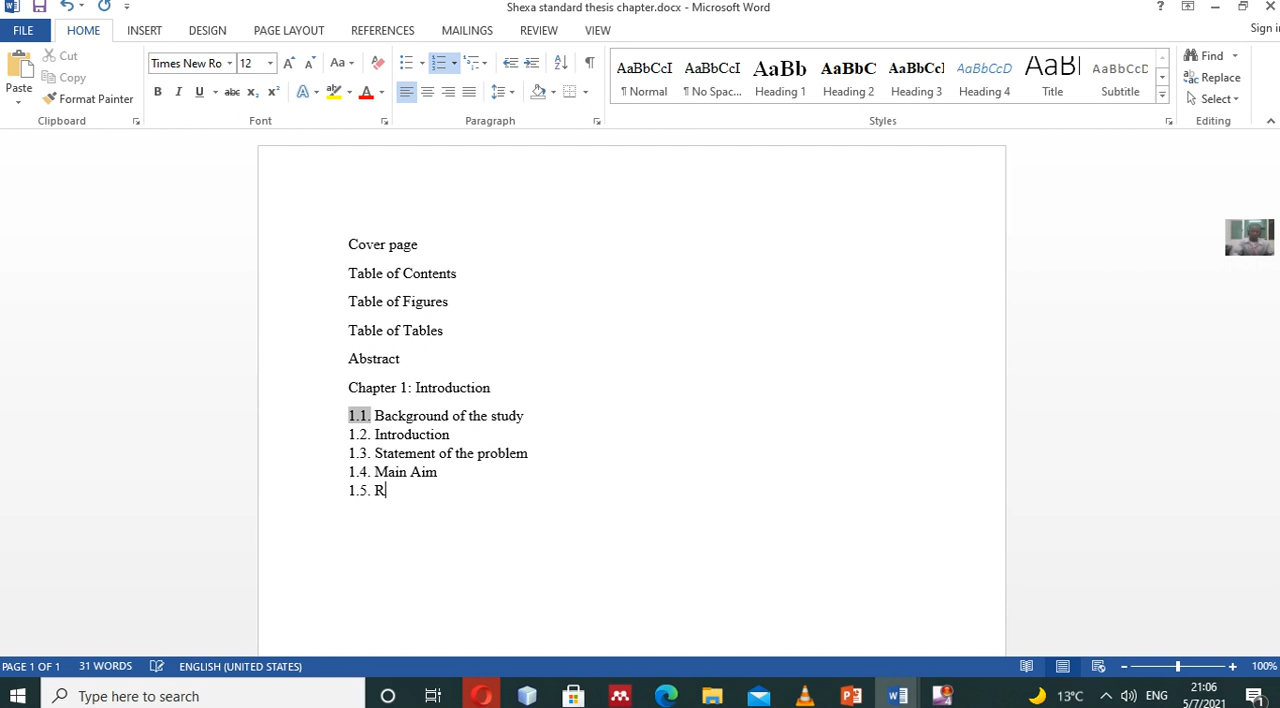 Shexa standard thesis chapter.docx - Microsoft Word
?
FILE HOME INSERT DESIGN PAGE LAYOUT REFERENCES MAILINGS REVIEW VIEW
Paste
Cut
Copy
Format Painter
Clipboard
Times New Ro 12
B I U abc x₂ x²
Aa
Font
Paragraph
AaBbCcI AaBbCcI AaBb AaBbC AaBbCcI AaBbCcD AaBl AaBbCcD
¶ Normal ¶ No Spac... Heading 1 Heading 2 Heading 3 Heading 4 Title Subtitle
Styles
Find
Replace
Select
Editing
Cover page
Table of Contents
Table of Figures
Table of Tables
Abstract
Chapter 1: Introduction
1.1. Background of the study
1.2. Introduction
1.3. Statement of the problem
1.4. Main Aim
1.5. R
PAGE 1 OF 1 31 WORDS ENGLISH (UNITED STATES) 100%
Type here to search
13°C ENG
21:06
5/7/2021